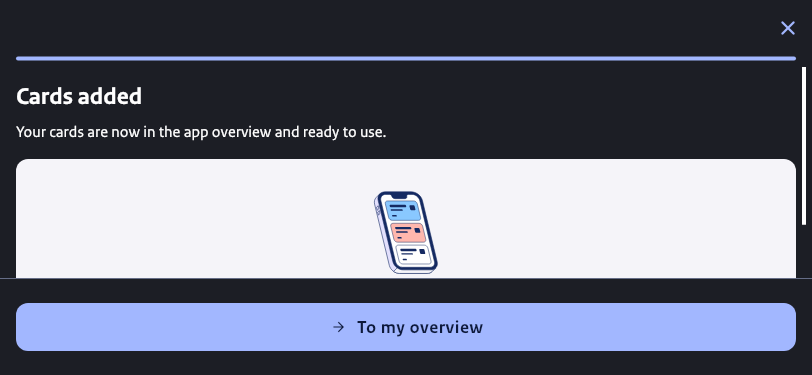 Cards added
Your cards are now in the app overview and ready to use.
To my overview